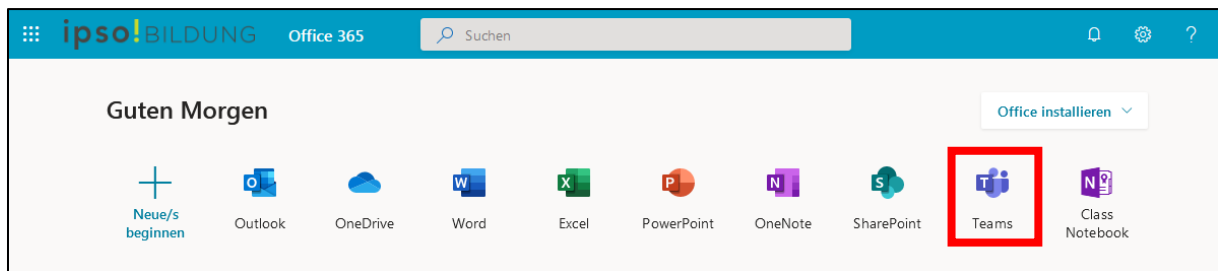 ipso!BILDUNG Office 365 Suchen ?
Guten Morgen
Office installieren
Neue/s beginnen
Outlook
OneDrive
Word
Excel
PowerPoint
OneNote
SharePoint
Teams
Class Notebook